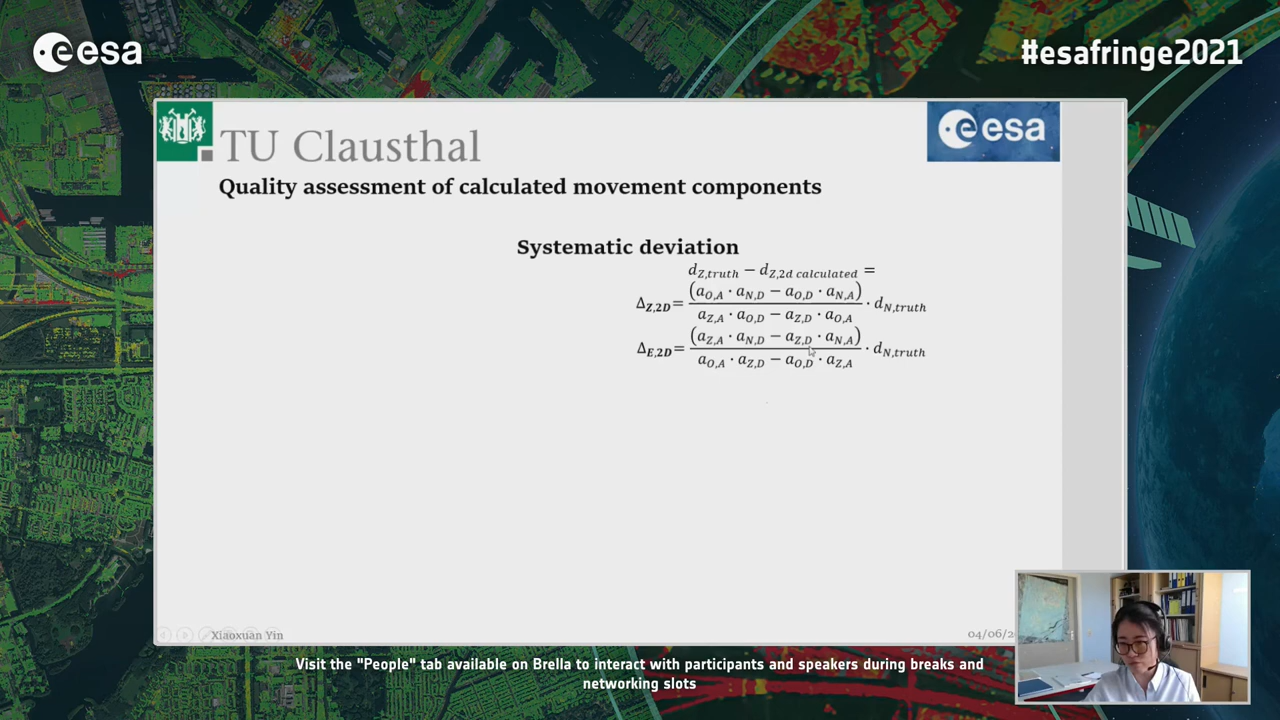 esa
#esafringe2021
TU Clausthal
esa
Quality assessment of calculated movement components
Systematic deviation
d_{Z,truth} − d_{Z,2d calculated} =
Δ_{Z,2D} = (a_{O,A} · a_{N,D} − a_{O,D} · a_{N,A}) / (a_{Z,A} · a_{O,D} − a_{Z,D} · a_{O,A}) · d_{N,truth}
Δ_{E,2D} = (a_{Z,A} · a_{N,D} − a_{Z,D} · a_{N,A}) / (a_{O,A} · a_{Z,D} − a_{O,D} · a_{Z,A}) · d_{N,truth}
Xiaoxuan Yin
04/06/2
Visit the "People" tab available on Brella to interact with participants and speakers during breaks and
networking slots